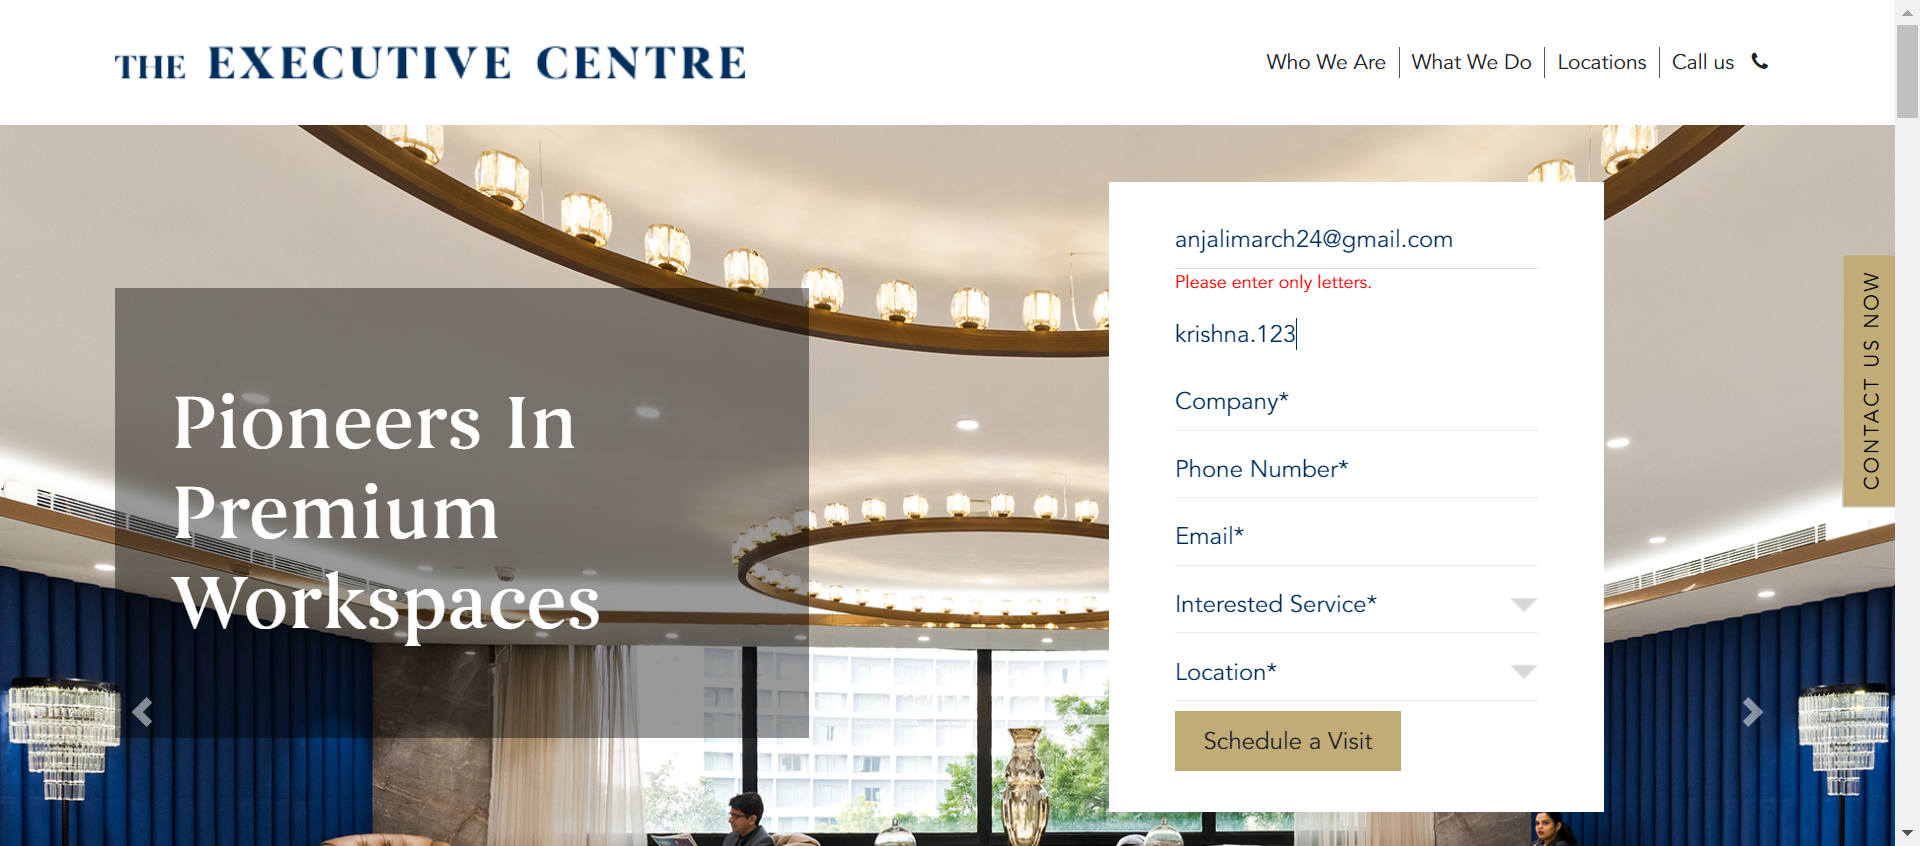 THE EXECUTIVE CENTRE
Who We Are
What We Do
Locations
Call us
anjalimarch24@gmail.com
Please enter only letters.
krishna.123
Company*
Phone Number*
Email*
Interested Service*
Location*
Schedule a Visit
Pioneers In
Premium
Workspaces
CONTACT US NOW